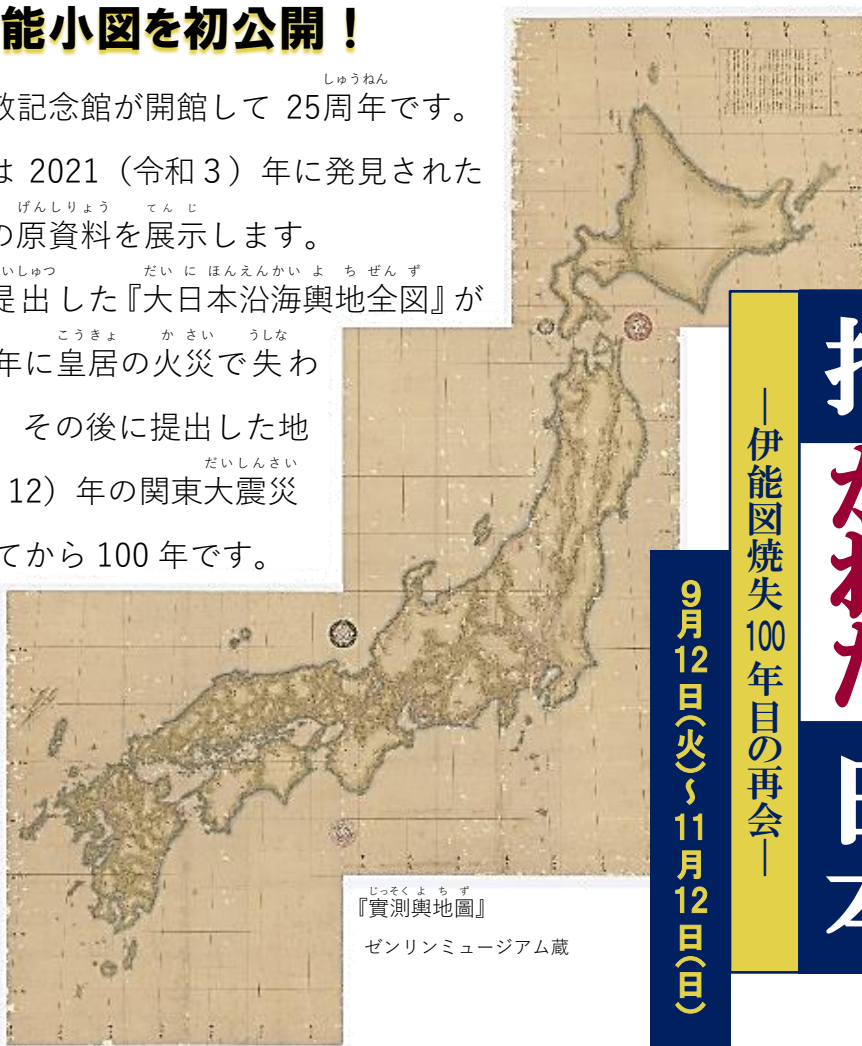 能小図を初公開！
敬記念館が開館して 25周年です。
は 2021（令和３）年に発見された
の原資料を展示します。
提出した『大日本沿海輿地全図』が
年に皇居の火災で失わ
その後に提出した地
12）年の関東大震災
てから 100 年です。
かれた
日本
―伊能図焼失100年目の再会―
9月12日(火)～11月12日(日)
『實測輿地圖』
ゼンリンミュージアム蔵